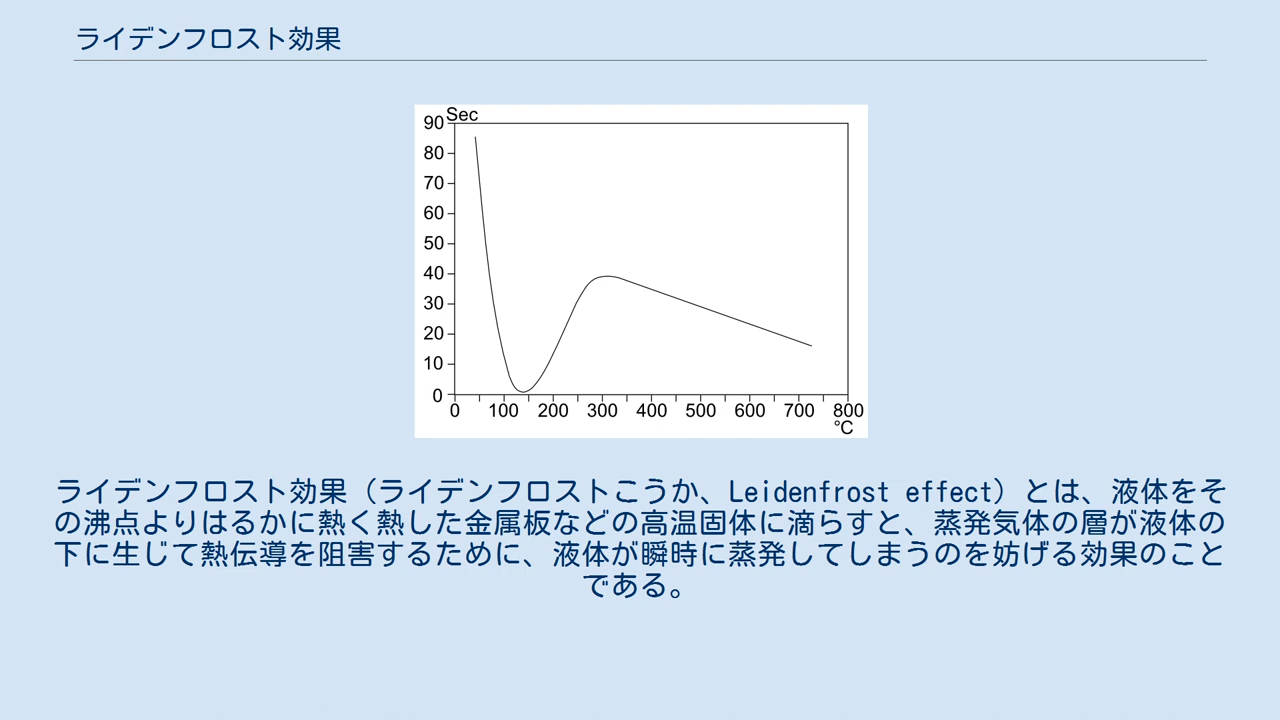 ライデンフロスト効果
Sec
90
80
70
60
50
40
30
20
10
0
0 100 200 300 400 500 600 700 800
℃
ライデンフロスト効果（ライデンフロストこうか、Leidenfrost effect）とは、液体をそ
の沸点よりはるかに熱く熱した金属板などの高温固体に滴らすと、蒸発気体の層が液体の
下に生じて熱伝導を阻害するために、液体が瞬時に蒸発してしまうのを妨げる効果のこと
である。